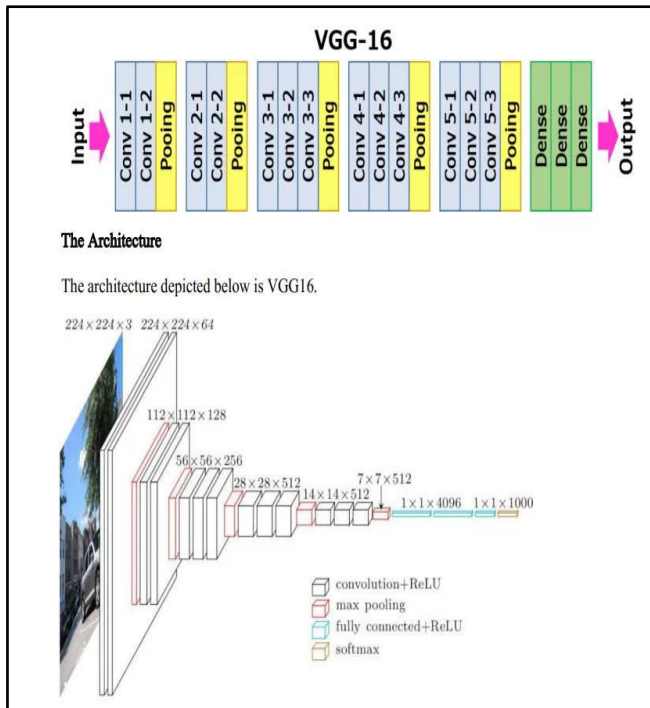 VGG-16
Input
Conv 1-1
Conv 1-2
Pooing
Conv 2-1
Conv 2-2
Pooing
Conv 3-1
Conv 3-2
Conv 3-3
Pooing
Conv 4-1
Conv 4-2
Conv 4-3
Pooing
Conv 5-1
Conv 5-2
Conv 5-3
Pooing
Dense
Dense
Dense
Output
The Architecture
The architecture depicted below is VGG16.
224×224×3 224×224×64
112×112×128
56×56×256
28×28×512
14×14×512
7×7×512
1×1×4096 1×1×1000
convolution+ReLU
max pooling
fully connected+ReLU
softmax